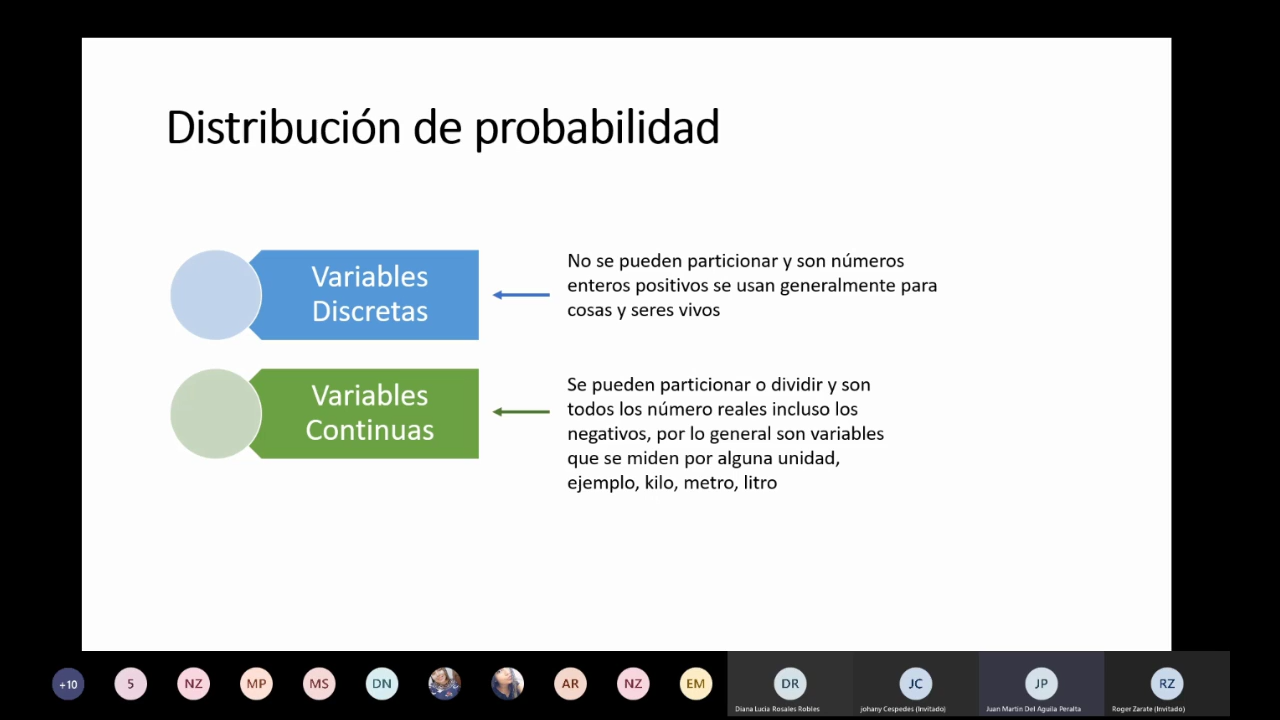 Distribución de probabilidad
Variables
Discretas
No se pueden particionar y son números
enteros positivos se usan generalmente para
cosas y seres vivos
Variables
Continuas
Se pueden particionar o dividir y son
todos los número reales incluso los
negativos, por lo general son variables
que se miden por alguna unidad,
ejemplo, kilo, metro, litro
+10
5
NZ
MP
MS
DN
AR
NZ
EM
DR
JC
JP
RZ
Diana Lucia Rosales Robles
johany Cespedes (Invitado)
Juan Martin Del Aguila Peralta
Roger Zarate (Invitado)